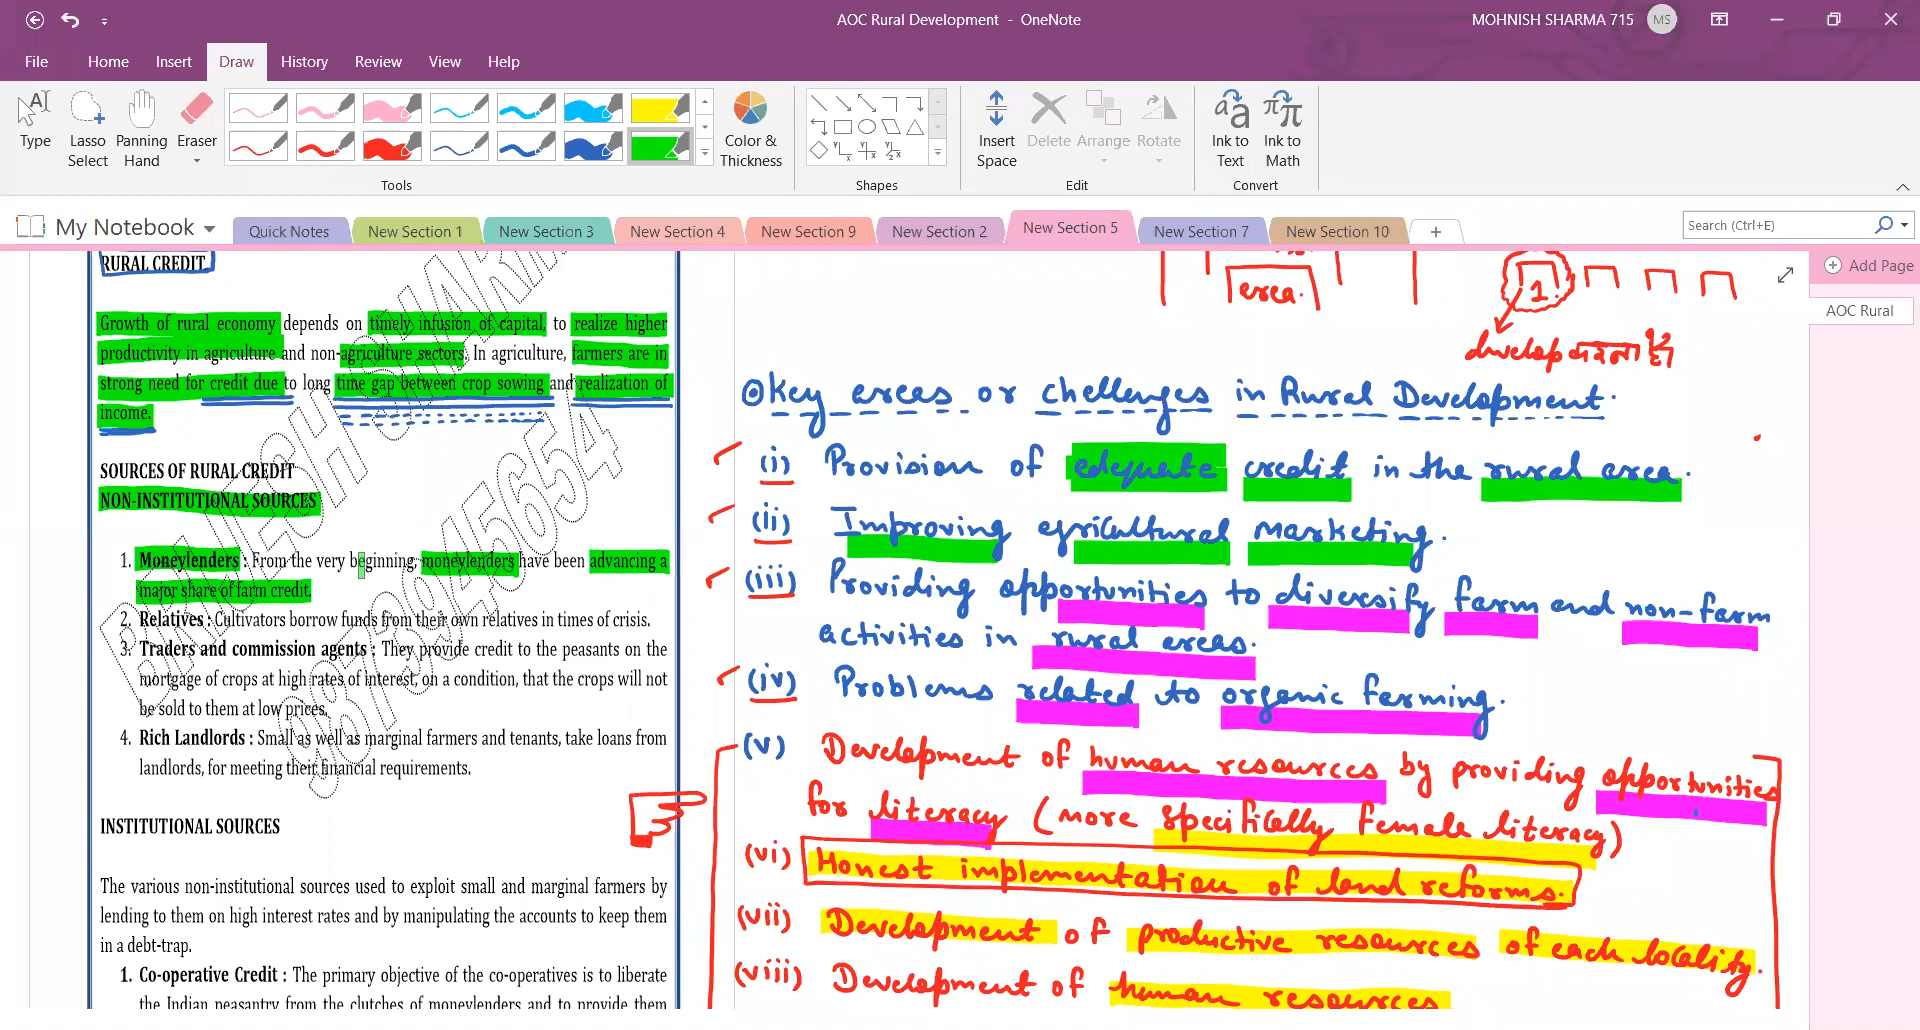 AOC Rural Development - OneNote
MOHNISH SHARMA 715
MS
File Home Insert Draw History Review View Help
Type
Lasso Select
Panning Hand
Eraser
Color & Thickness
Insert Space
Delete
Arrange
Rotate
Ink to Text
Ink to Math
Tools
Shapes
Edit
Convert
My Notebook
Quick Notes
New Section 1
New Section 3
New Section 4
New Section 9
New Section 2
New Section 5
New Section 7
New Section 10
+
Search (Ctrl+E)
Add Page
AOC Rural
RURAL CREDIT
Growth of rural economy depends on timely infusion of capital, to realize higher
productivity in agriculture and non-agriculture sectors. In agriculture, farmers are in
strong need for credit due to long time gap between crop sowing and realization of
income.
SOURCES OF RURAL CREDIT
NON-INSTITUTIONAL SOURCES
1. Moneylenders : From the very beginning, moneylenders have been advancing a
major share of farm credit.
2. Relatives : Cultivators borrow funds from their own relatives in times of crisis.
3. Traders and commission agents : They provide credit to the peasants on the
mortgage of crops at high rates of interest, on a condition, that the crops will not
be sold to them at low prices.
4. Rich Landlords : Small as well as marginal farmers and tenants, take loans from
landlords, for meeting their financial requirements.
INSTITUTIONAL SOURCES
The various non-institutional sources used to exploit small and marginal farmers by
lending to them on high interest rates and by manipulating the accounts to keep them
in a debt-trap.
1. Co-operative Credit : The primary objective of the co-operatives is to liberate
the Indian peasantry from the clutches of moneylenders and to provide them
9873945654
area.
1.
Key areas or challenges in Rural Development.
(i) Provision of adequate credit in the rural area.
(ii) Improving agricultural marketing.
(iii) Providing opportunities to diversify farm and non-farm
activities in rural areas.
(iv) Problems related to organic farming.
(v) Development of human resources by providing opportunities
for literacy (more specifically female literacy)
(vi) Honest implementation of land reforms.
(vii) Development of productive resources of each locality.
(viii) Development of human resources